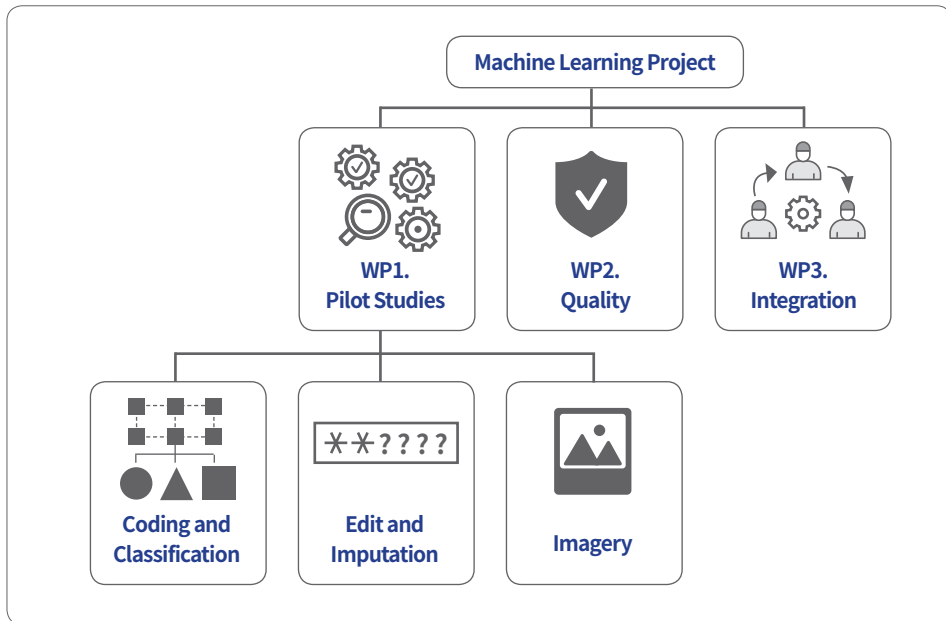 Machine Learning Project
WP1.
Pilot Studies
WP2.
Quality
WP3.
Integration
**????
Coding and
Classification
Edit and
Imputation
Imagery